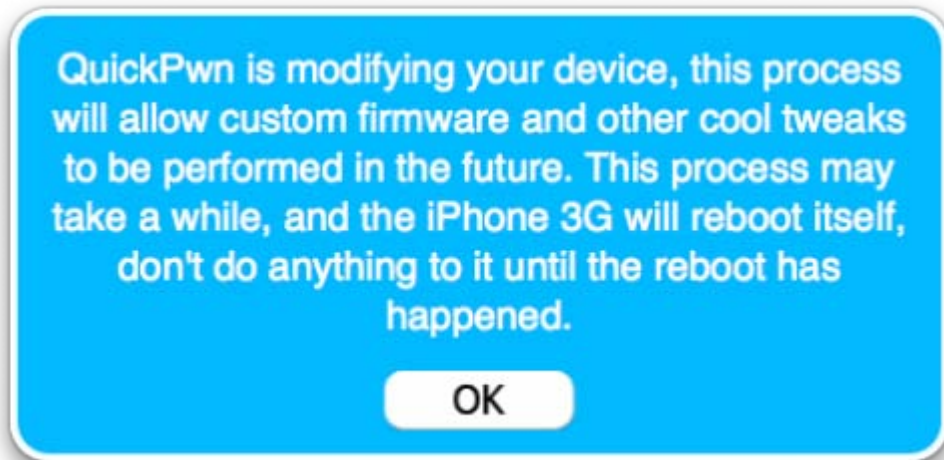 QuickPwn is modifying your device, this process
will allow custom firmware and other cool tweaks
to be performed in the future. This process may
take a while, and the iPhone 3G will reboot itself,
don't do anything to it until the reboot has
happened.
OK